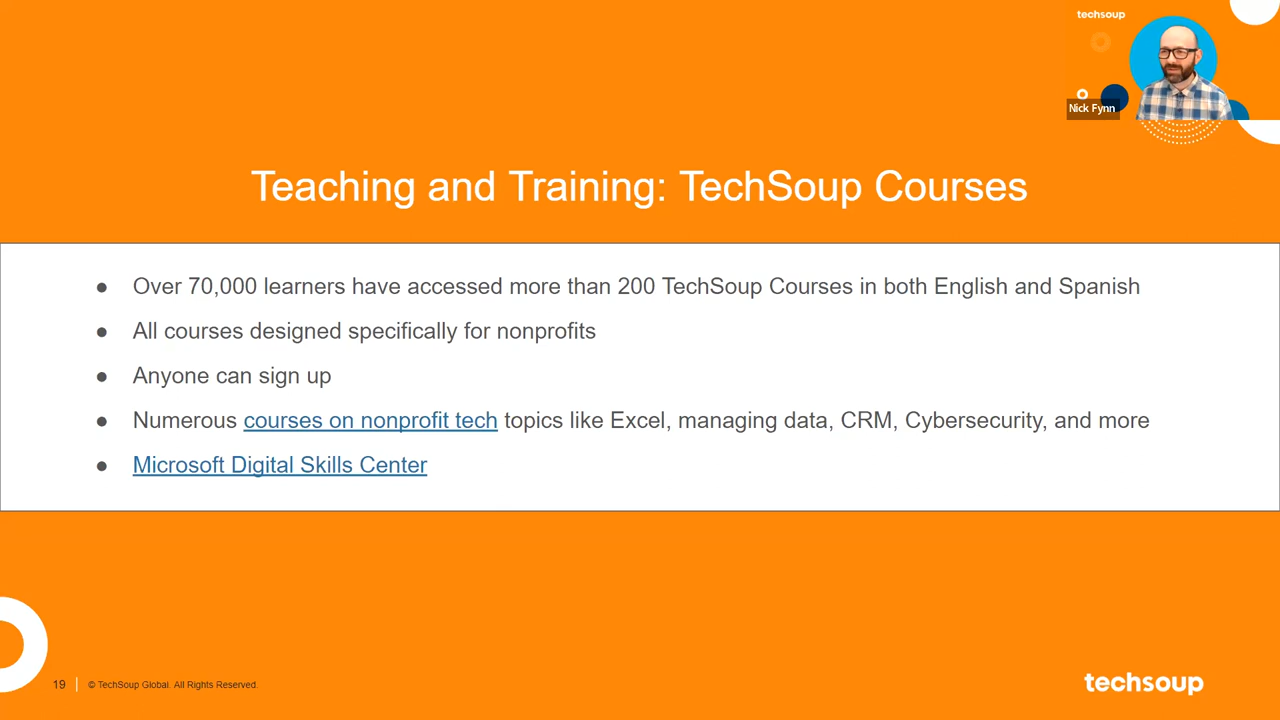 techsoup
Nick Fynn
Teaching and Training: TechSoup Courses
● Over 70,000 learners have accessed more than 200 TechSoup Courses in both English and Spanish
● All courses designed specifically for nonprofits
● Anyone can sign up
● Numerous courses on nonprofit tech topics like Excel, managing data, CRM, Cybersecurity, and more
● Microsoft Digital Skills Center
19 | © TechSoup Global. All Rights Reserved.
techsoup